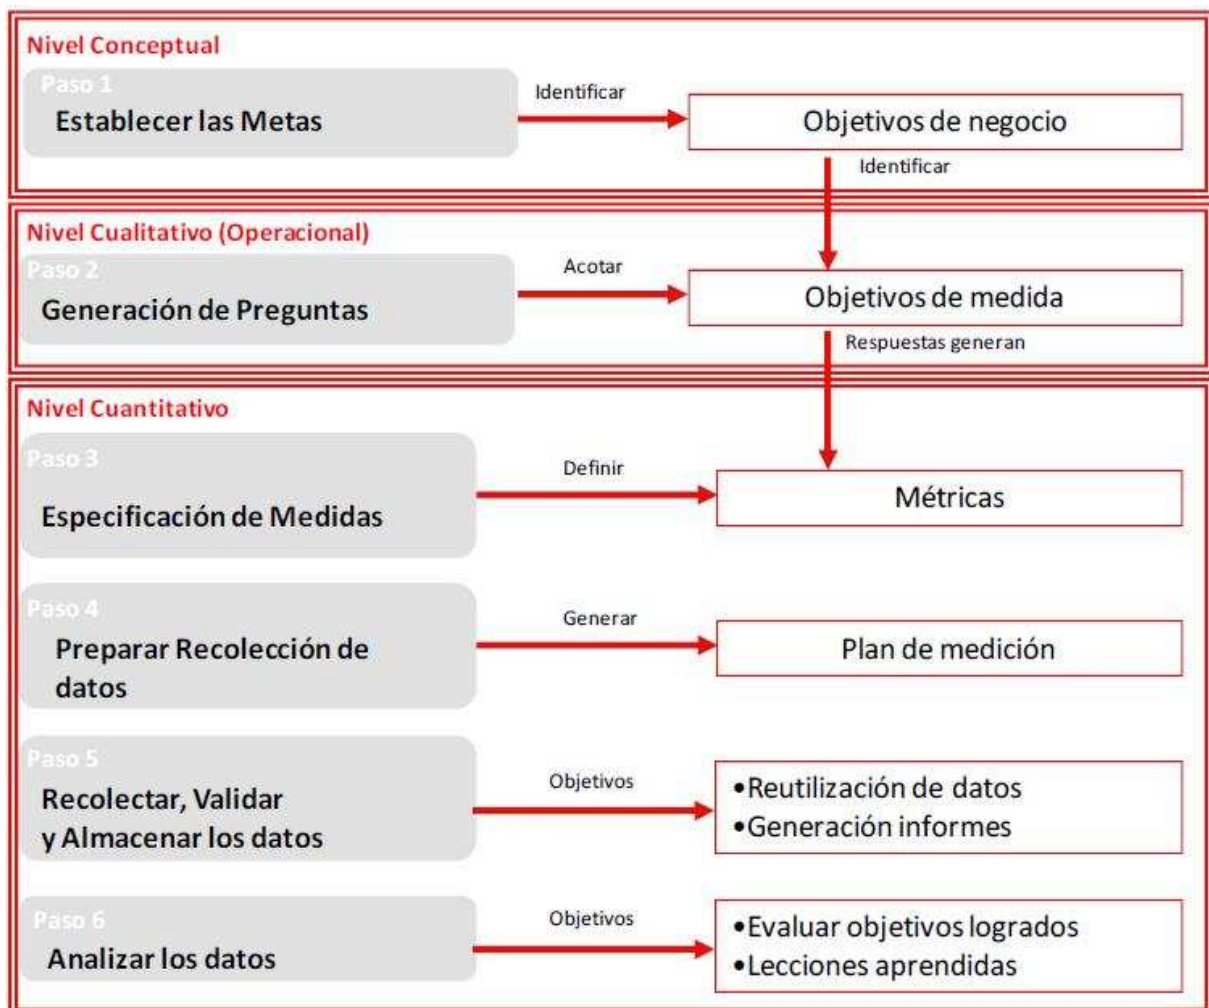 Nivel Conceptual
Paso 1
Establecer las Metas
Identificar
Objetivos de negocio
Identificar
Nivel Cualitativo (Operacional)
Paso 2
Generación de Preguntas
Acotar
Objetivos de medida
Respuestas generan
Nivel Cuantitativo
Paso 3
Especificación de Medidas
Definir
Métricas
Paso 4
Preparar Recolección de
datos
Generar
Plan de medición
Paso 5
Recolectar, Validar
y Almacenar los datos
Objetivos
•Reutilización de datos
•Generación informes
Paso 6
Analizar los datos
Objetivos
•Evaluar objetivos logrados
•Lecciones aprendidas